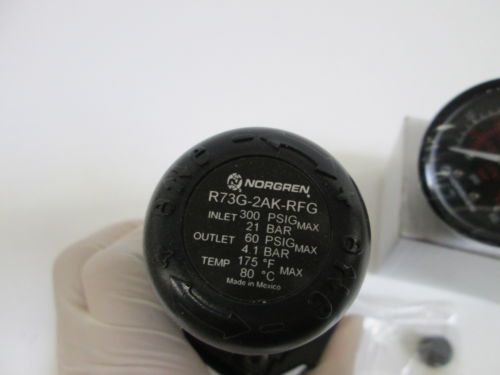 NORGREN
R73G-2AK-RFG
INLET 300 PSIG MAX
21 BAR
OUTLET 60 PSIG MAX
4.1 BAR
TEMP 175 °F MAX
80 °C
Made in Mexico